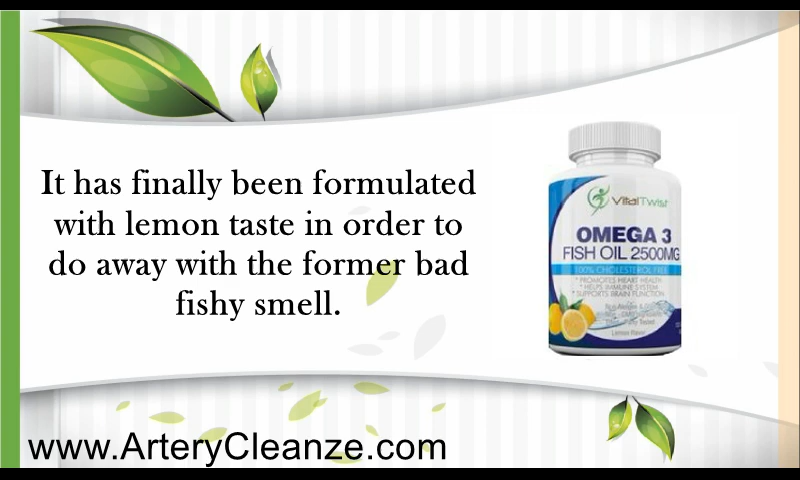 It has finally been formulated
with lemon taste in order to
do away with the former bad
fishy smell.
VitalTwist
OMEGA 3
FISH OIL 2500MG
100% CHOLESTEROL FREE
* PROMOTES HEART HEALTH
* HELPS IMMUNE SYSTEM
* SUPPORTS BRAIN FUNCTION
Lemon Flavor
www.ArteryCleanze.com